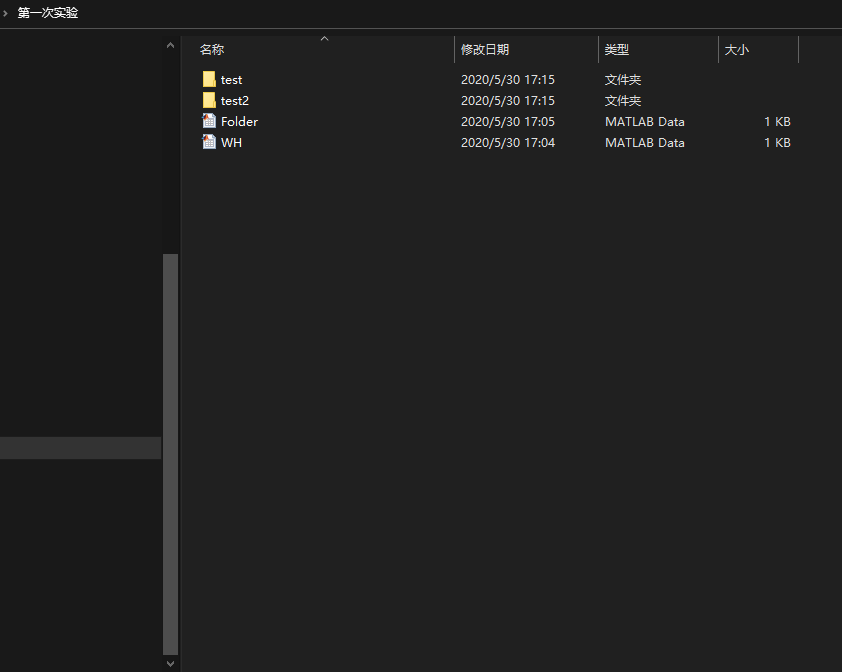 第一次实验
名称 修改日期 类型 大小
test 2020/5/30 17:15 文件夹
test2 2020/5/30 17:15 文件夹
Folder 2020/5/30 17:05 MATLAB Data 1 KB
WH 2020/5/30 17:04 MATLAB Data 1 KB